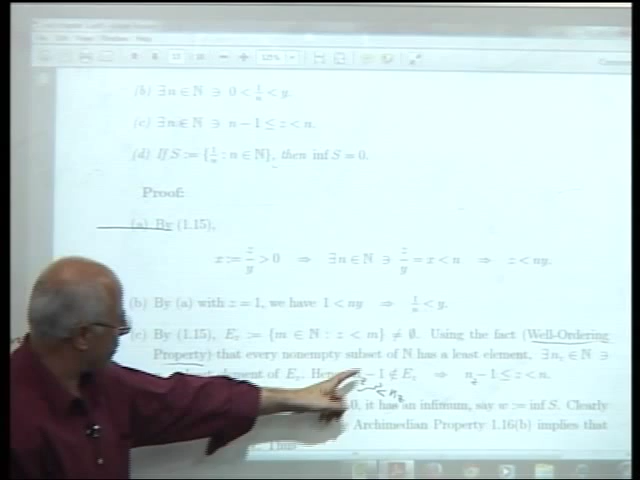 (b) ∃ n ∈ ℕ ∋ 0 < 1/n < y.
(c) ∃ n ∈ ℕ ∋ n − 1 ≤ z < n.
(d) If S := {1/n : n ∈ ℕ}, then inf S = 0.
Proof:
(a) By (1.15),
x := z/y > 0 ⇒ ∃ n ∈ ℕ ∋ z/y = x < n ⇒ z < ny.
(b) By (a) with z = 1, we have 1 < ny ⇒ 1/n < y.
(c) By (1.15), E_z := {m ∈ ℕ : z < m} ≠ ∅. Using the fact (Well-Ordering
Property) that every nonempty subset of ℕ has a least element. ∃ n_z ∈ ℕ ∋
element of E_z. − 1 ∉ E_z ⇒ n_z − 1 ≤ z < n.
< n_z
0, it has an infimum, say w := inf S. Clearly
Archimedian Property 1.16(b) implies that